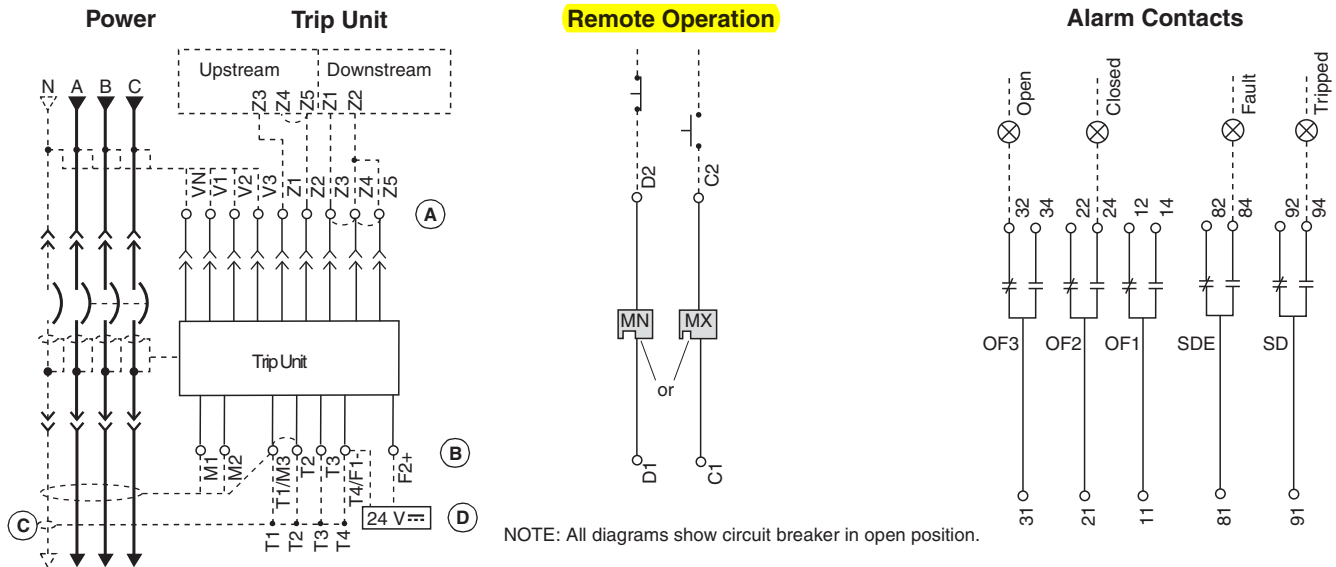 Power
Trip Unit
Remote Operation
Alarm Contacts
Upstream
Downstream
N A B C
Z3 Z4 Z5 Z1 Z2
VN V1 V2 V3 Z1 Z2 Z3 Z4 Z5
A
Trip Unit
M1 M2 T1/M3 T2 T3 T4/F1- F2+
B
24 V
D
C
T1 T2 T3 T4
D2 C2
MN MX
or
D1 C1
Open Closed Fault Tripped
32 34 22 24 12 14 82 84 92 94
OF3 OF2 OF1 SDE SD
31 21 11 81 91
NOTE: All diagrams show circuit breaker in open position.